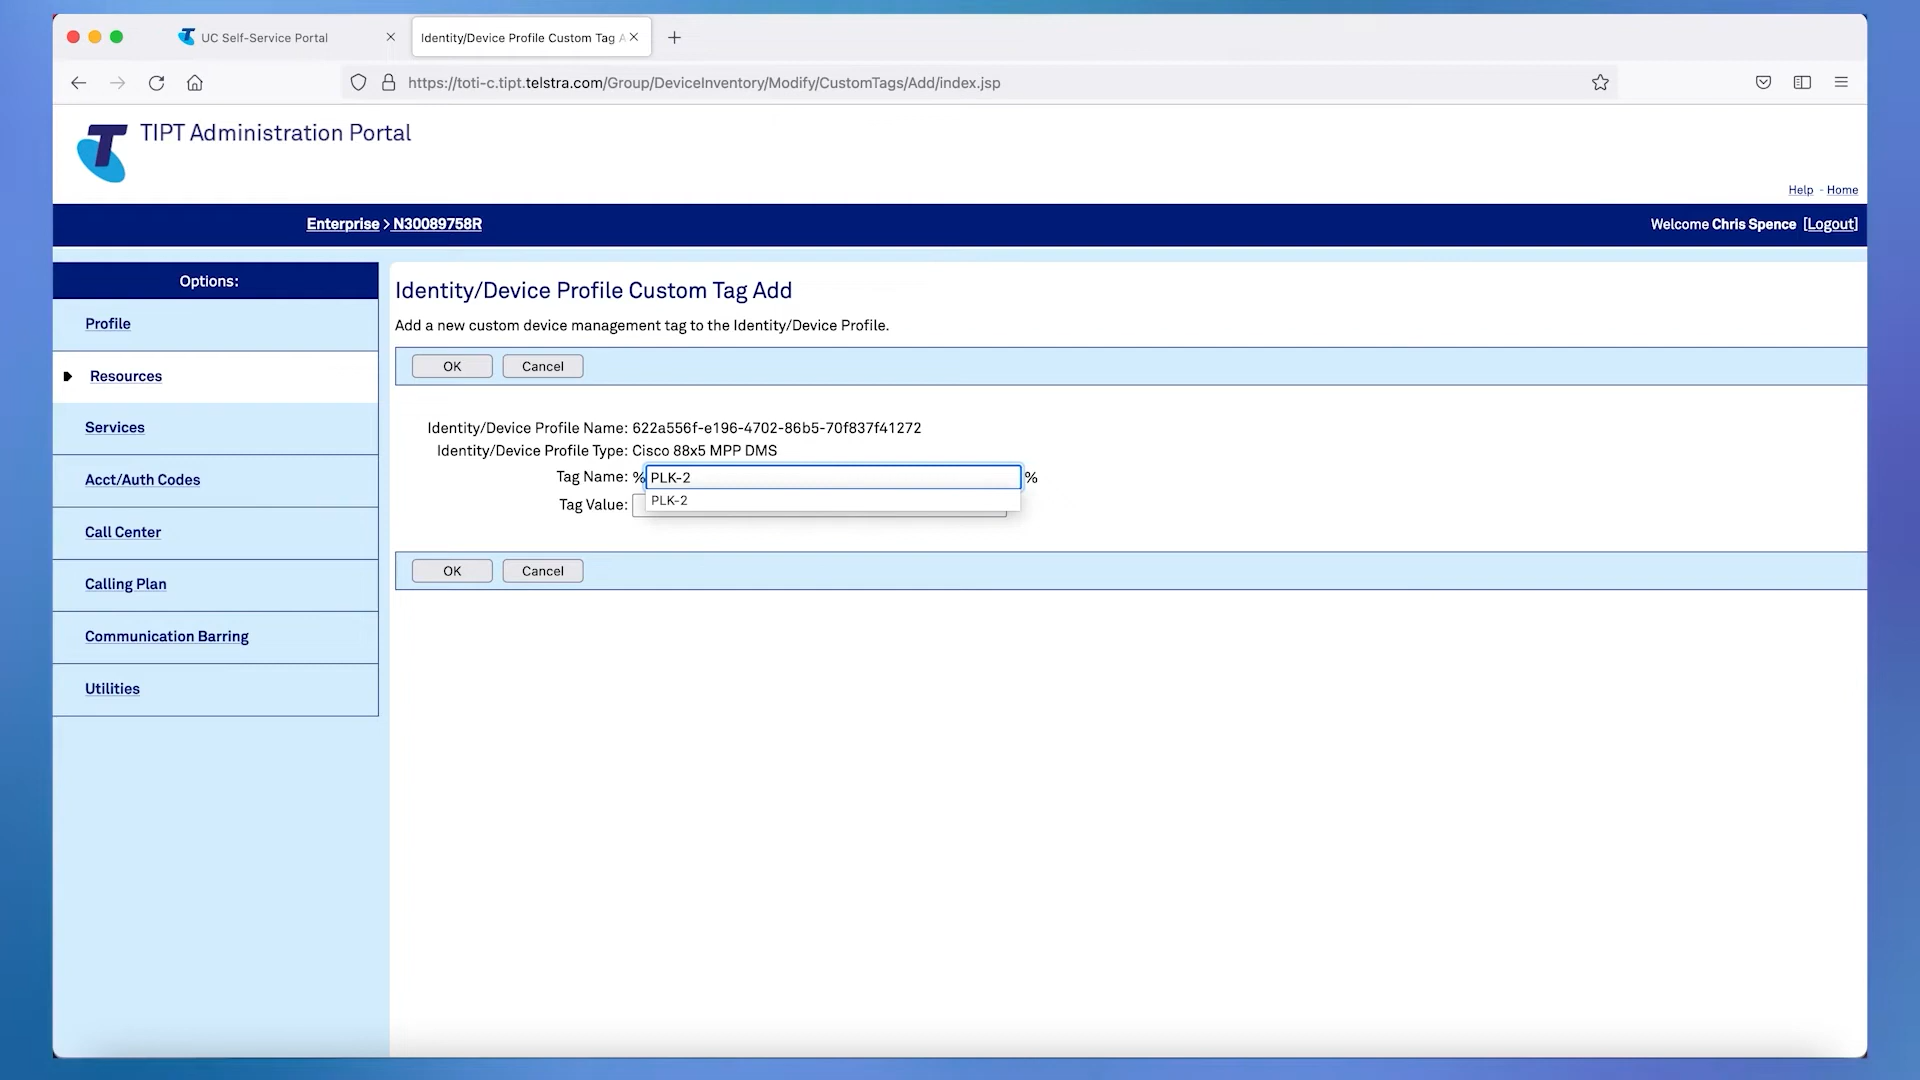 UC Self-Service Portal
Identity/Device Profile Custom Tag A
https://toti-c.tipt.telstra.com/Group/DeviceInventory/Modify/CustomTags/Add/index.jsp
TIPT Administration Portal
Help - Home
Enterprise > N30089758R
Welcome Chris Spence [Logout]
Options:
Profile
Resources
Services
Acct/Auth Codes
Call Center
Calling Plan
Communication Barring
Utilities
Identity/Device Profile Custom Tag Add
Add a new custom device management tag to the Identity/Device Profile.
OK Cancel
Identity/Device Profile Name: 622a556f-e196-4702-86b5-70f837f41272
Identity/Device Profile Type: Cisco 88x5 MPP DMS
Tag Name: % PLK-2 %
PLK-2
Tag Value:
OK Cancel